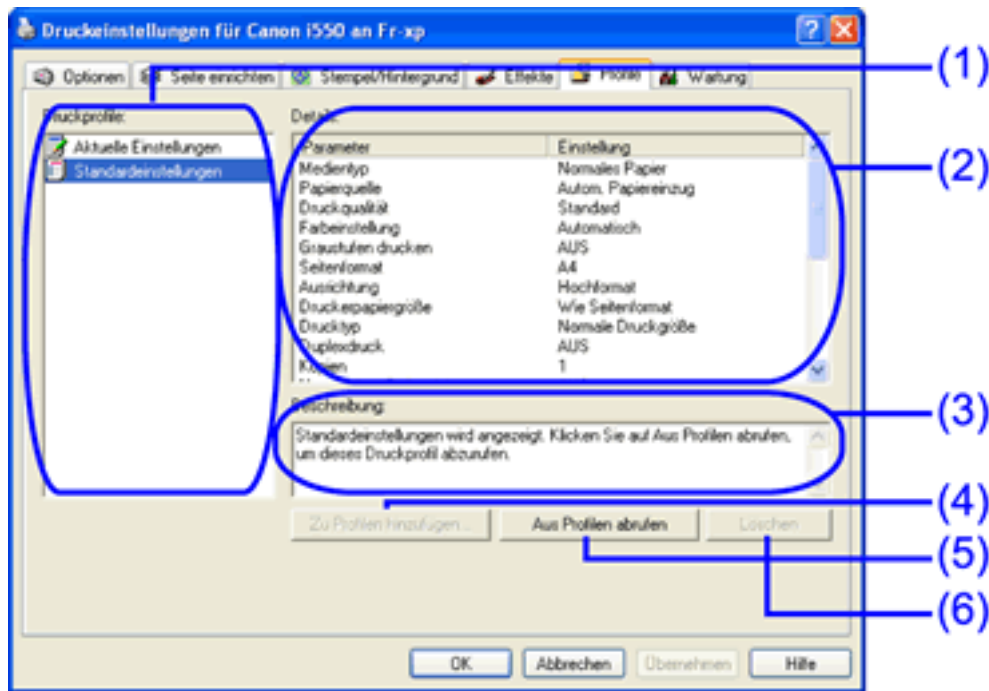 Druckeinstellungen für Canon i550 an Fr-xp
(1)
Optionen Seite einrichten Stempel/Hintergrund Effekte Profile Wartung
Druckprofile:
Aktuelle Einstellungen
Standardeinstellungen
Details:
Parameter Einstellung
(2)
Medientyp Normales Papier
Papierquelle Autom. Papiereinzug
Druckqualität Standard
Farbeinstellung Automatisch
Graustufen drucken AUS
Seitenformat A4
Ausrichtung Hochformat
Druckerpapiergröße Wie Seitenformat
Drucktyp Normale Druckgröße
Duplexdruck AUS
Kopien 1
Beschreibung:
(3)
Standardeinstellungen wird angezeigt. Klicken Sie auf Aus Profilen abrufen,
um dieses Druckprofil abzurufen.
(4)
Zu Profilen hinzufügen... Aus Profilen abrufen Löschen
(5)
(6)
OK Abbrechen Übernehmen Hilfe